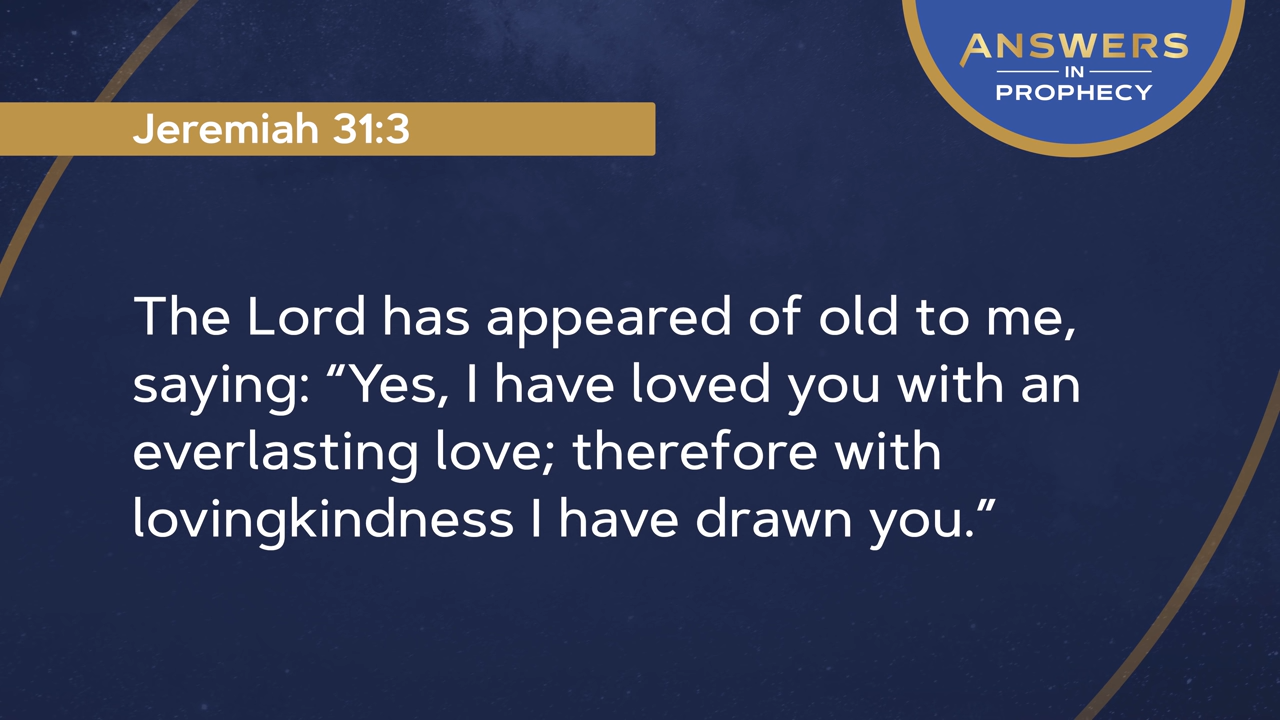 ANSWERS
IN
PROPHECY
Jeremiah 31:3
The Lord has appeared of old to me,
saying: “Yes, I have loved you with an
everlasting love; therefore with
lovingkindness I have drawn you.”